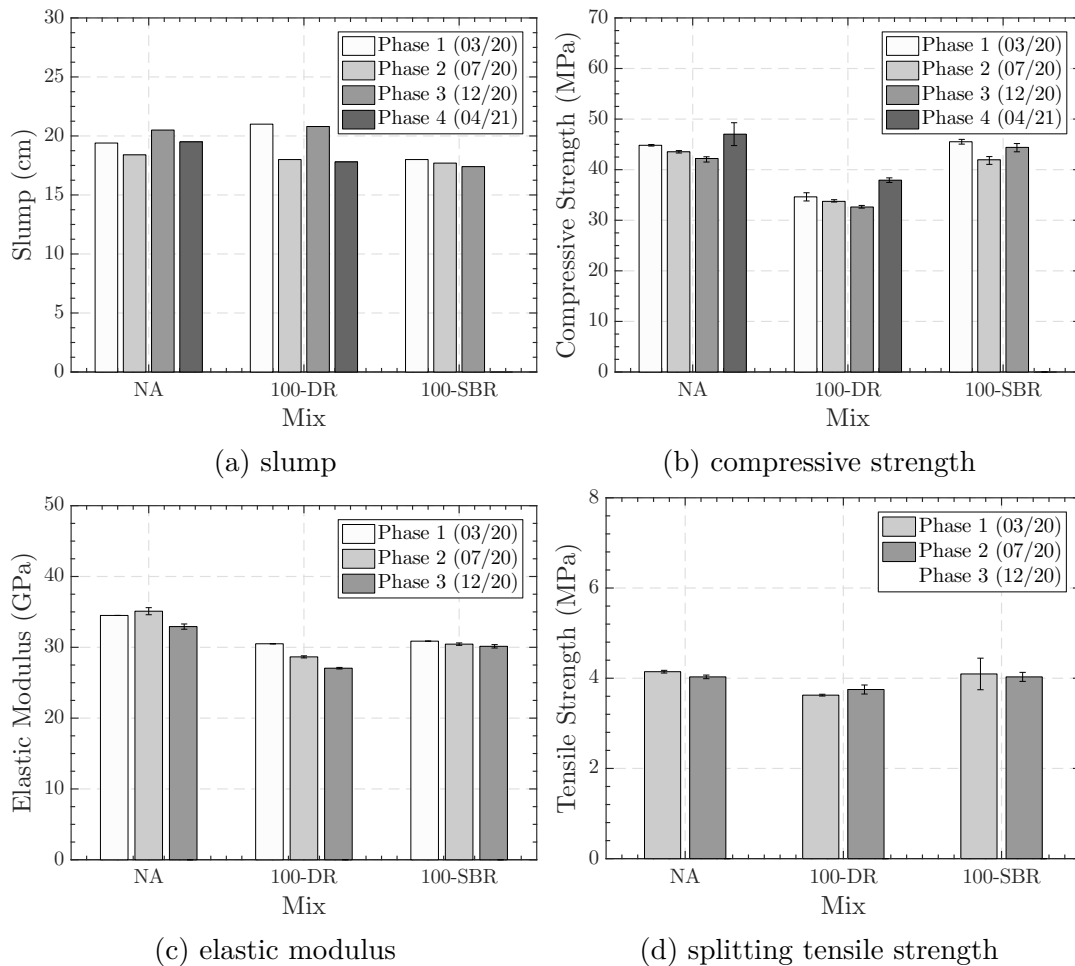 30
25
20
15
10
5
0
Slump (cm)
Phase 1 (03/20)
Phase 2 (07/20)
Phase 3 (12/20)
Phase 4 (04/21)
NA
100-DR
100-SBR
Mix
(a) slump
70
60
50
40
30
20
10
0
Compressive Strength (MPa)
Phase 1 (03/20)
Phase 2 (07/20)
Phase 3 (12/20)
Phase 4 (04/21)
NA
100-DR
100-SBR
Mix
(b) compressive strength
50
40
30
20
10
0
Elastic Modulus (GPa)
Phase 1 (03/20)
Phase 2 (07/20)
Phase 3 (12/20)
NA
100-DR
100-SBR
Mix
(c) elastic modulus
8
6
4
2
0
Tensile Strength (MPa)
Phase 1 (03/20)
Phase 2 (07/20)
Phase 3 (12/20)
NA
100-DR
100-SBR
Mix
(d) splitting tensile strength